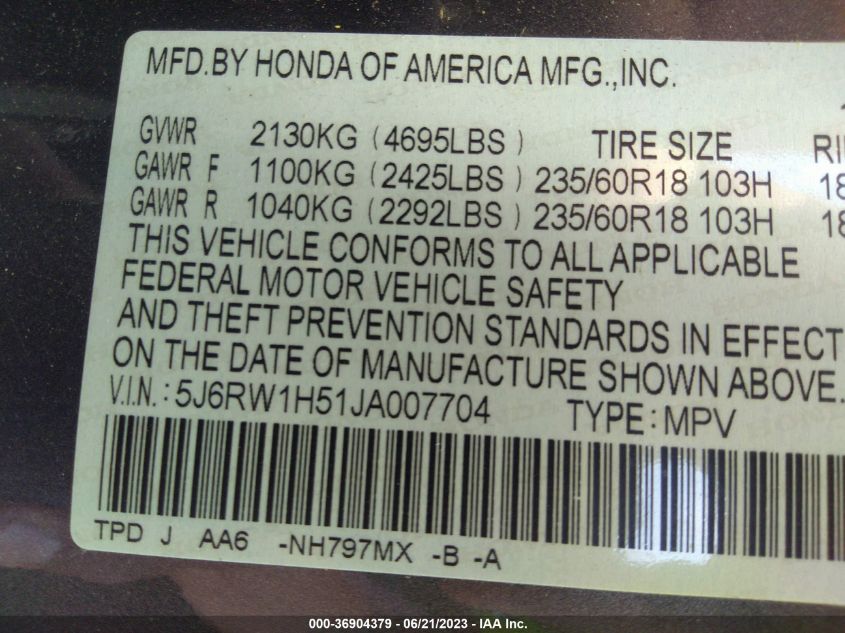 MFD.BY HONDA OF AMERICA MFG.,INC.
GVWR 2130KG (4695LBS) TIRE SIZE
GAWR F 1100KG (2425LBS) 235/60R18 103H
GAWR R 1040KG (2292LBS) 235/60R18 103H
THIS VEHICLE CONFORMS TO ALL APPLICABLE
FEDERAL MOTOR VEHICLE SAFETY
AND THEFT PREVENTION STANDARDS IN EFFECT
ON THE DATE OF MANUFACTURE SHOWN ABOVE.
V.I.N.: 5J6RW1H51JA007704 TYPE: MPV
TPD J AA6 -NH797MX -B -A
000-36904379 / 06/21/2023 - IAA Inc.